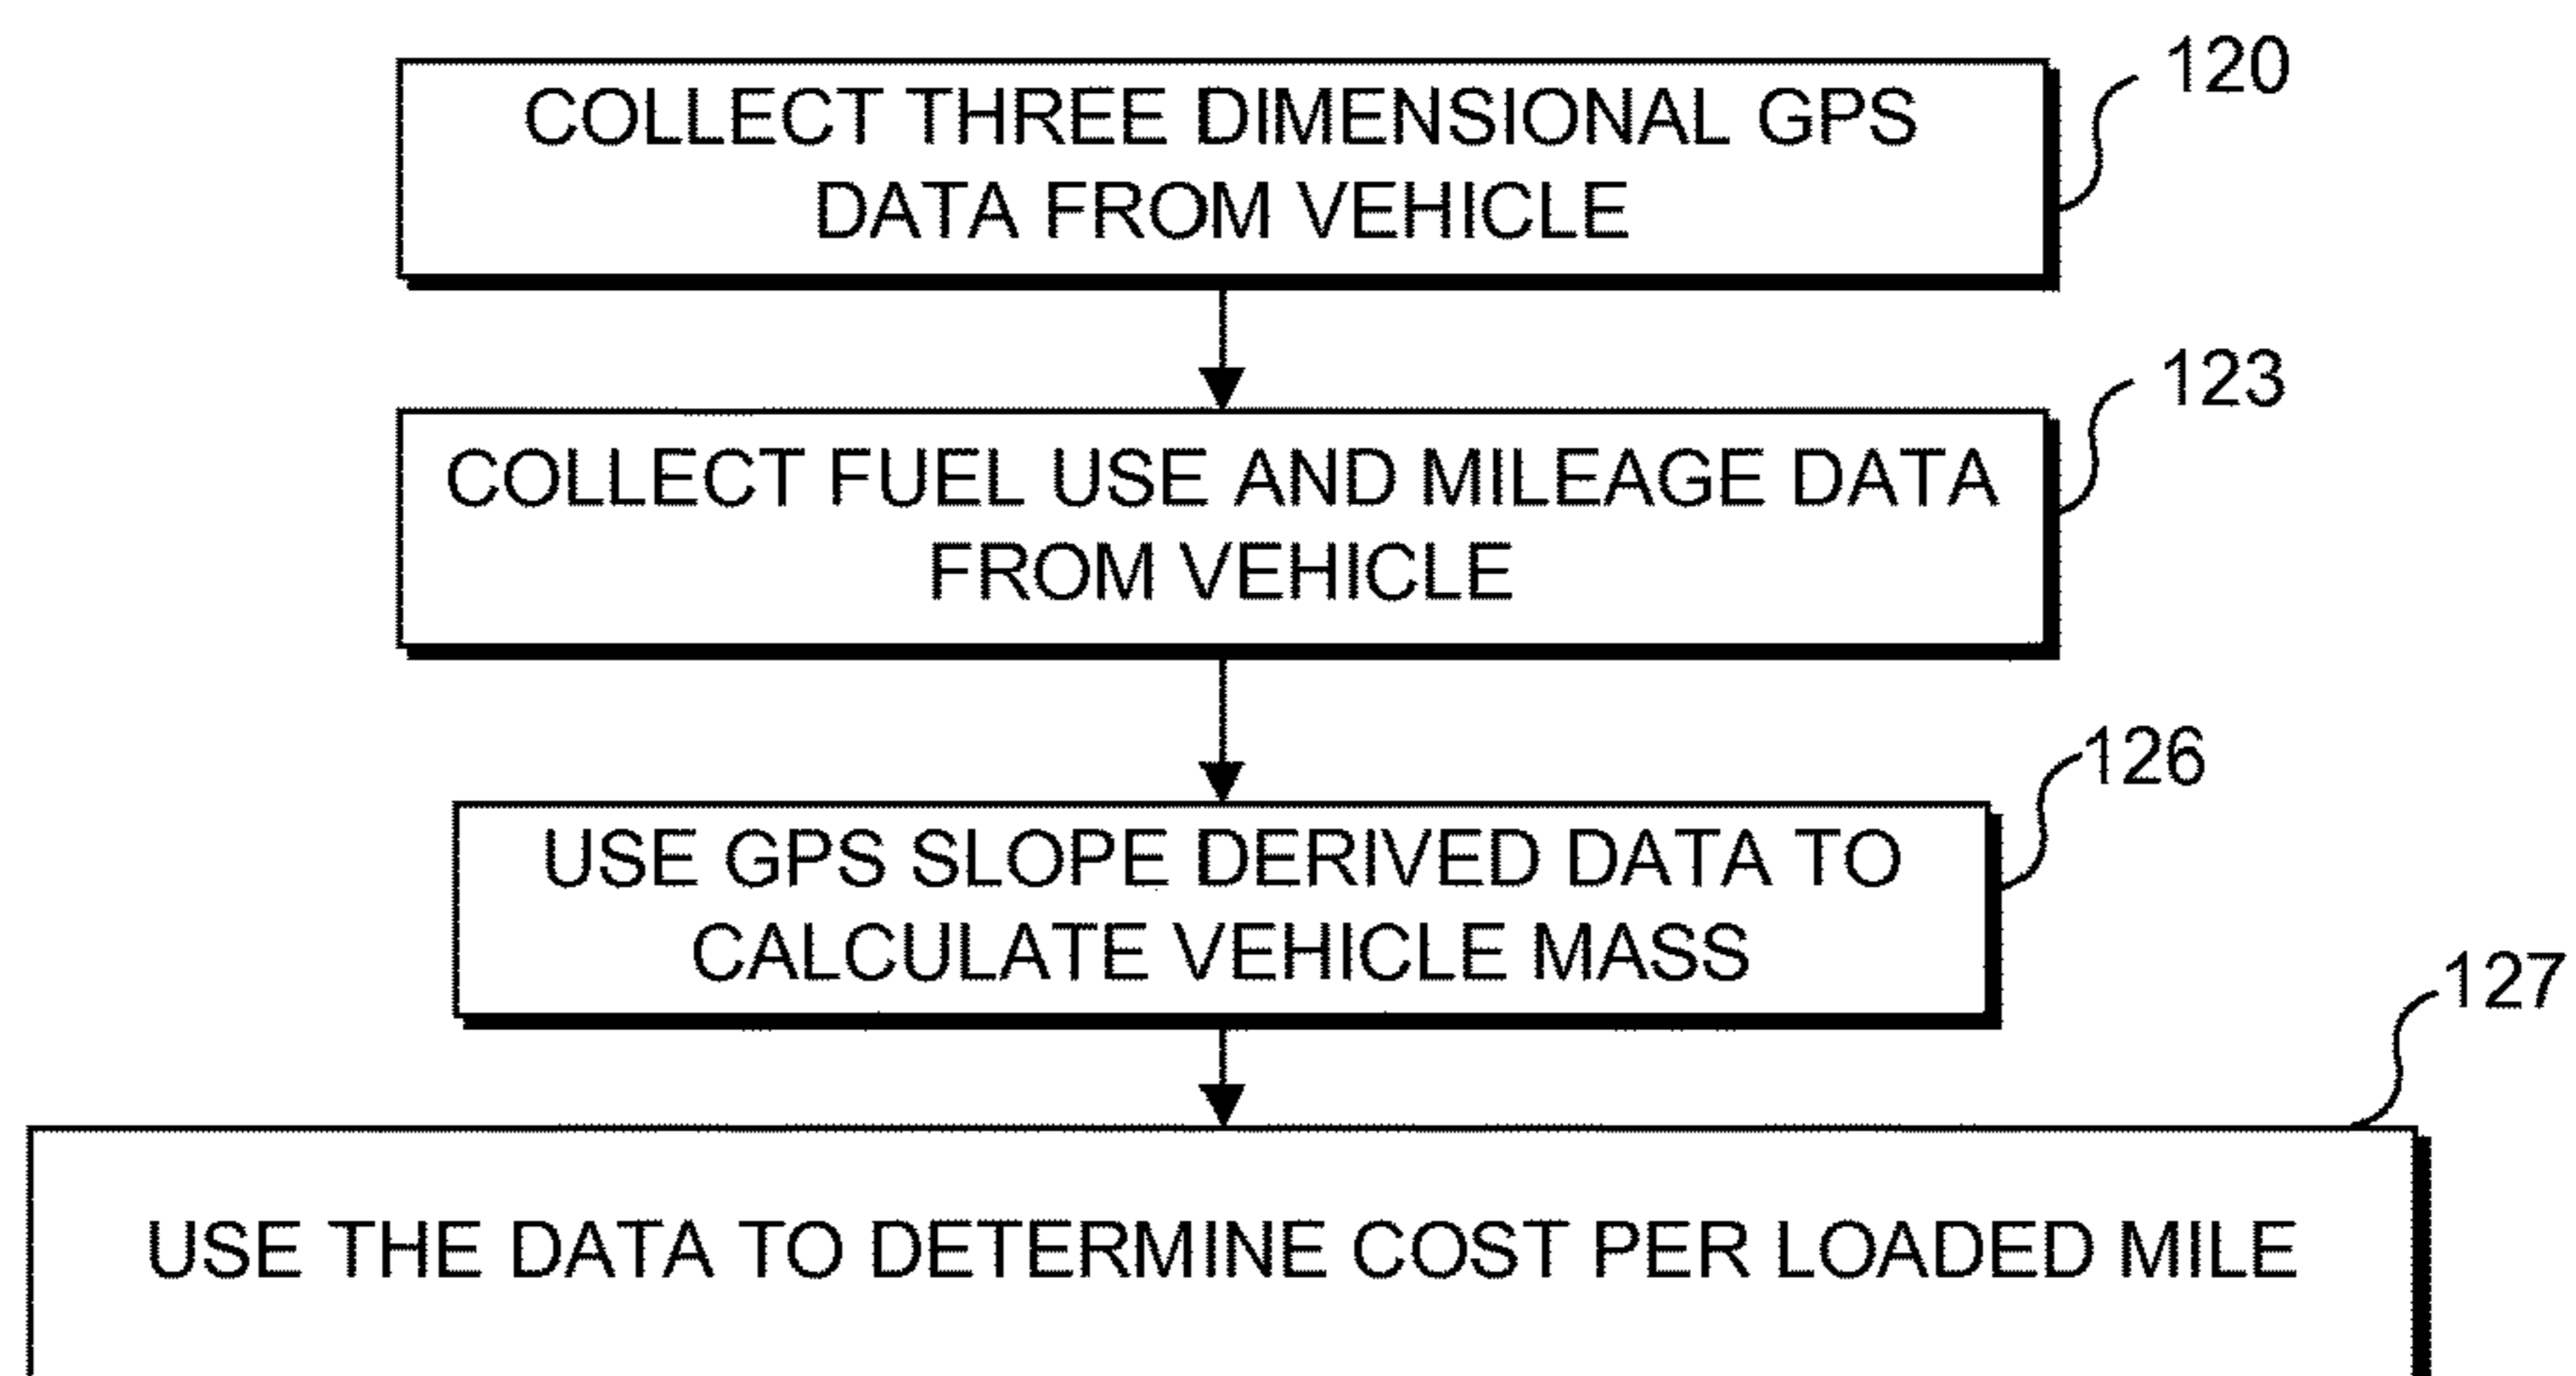 120
COLLECT THREE DIMENSIONAL GPS
DATA FROM VEHICLE
123
COLLECT FUEL USE AND MILEAGE DATA
FROM VEHICLE
126
USE GPS SLOPE DERIVED DATA TO
CALCULATE VEHICLE MASS
127
USE THE DATA TO DETERMINE COST PER LOADED MILE